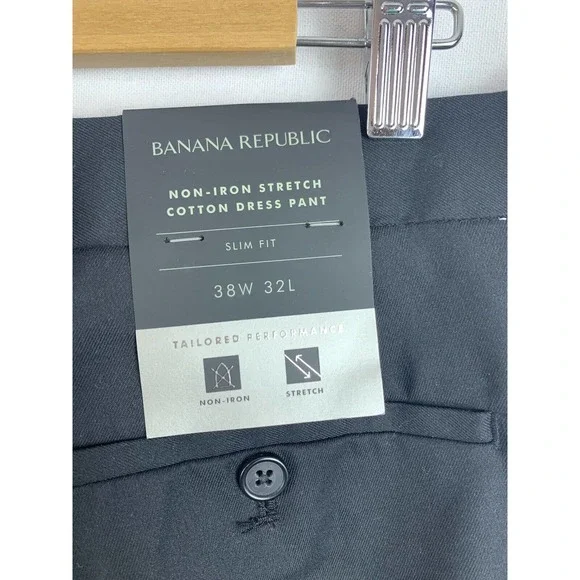 BANANA REPUBLIC
NON-IRON STRETCH
COTTON DRESS PANT
SLIM FIT
38W 32L
TAILORED PERFORMANCE
NON-IRON
STRETCH